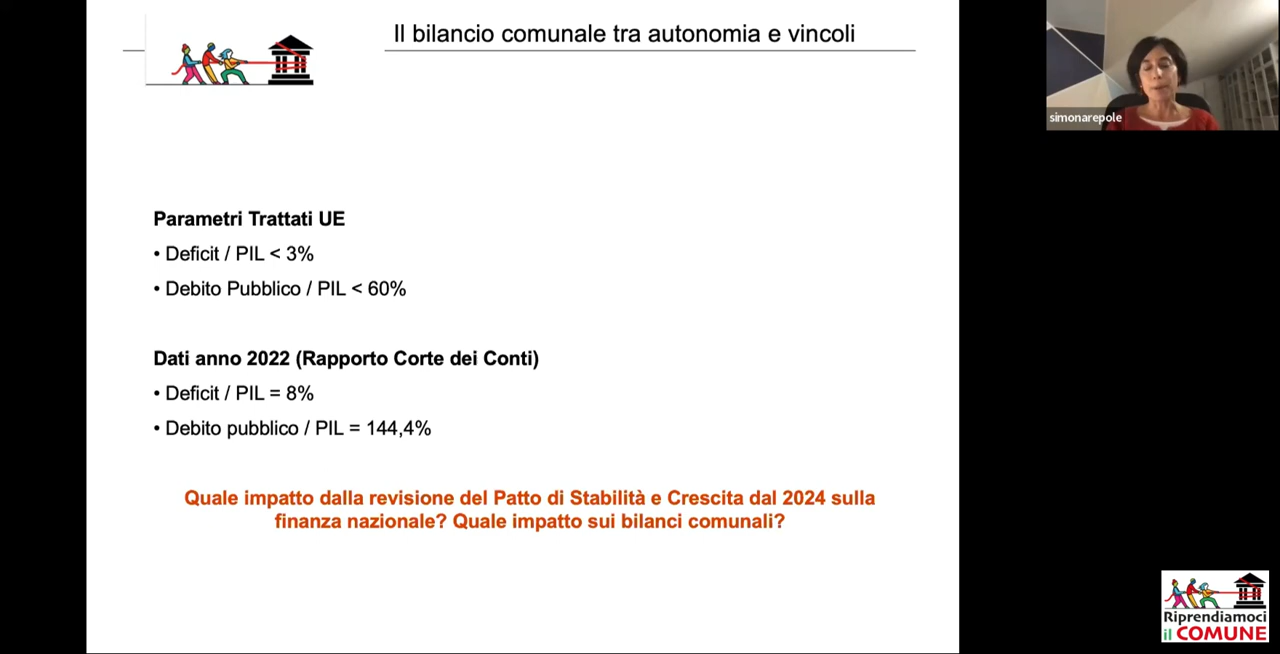 Il bilancio comunale tra autonomia e vincoli
simonarepole
Parametri Trattati UE
• Deficit / PIL < 3%
• Debito Pubblico / PIL < 60%
Dati anno 2022 (Rapporto Corte dei Conti)
• Deficit / PIL = 8%
• Debito pubblico / PIL = 144,4%
Quale impatto dalla revisione del Patto di Stabilità e Crescita dal 2024 sulla
finanza nazionale? Quale impatto sui bilanci comunali?
Riprendiamoci
il COMUNE